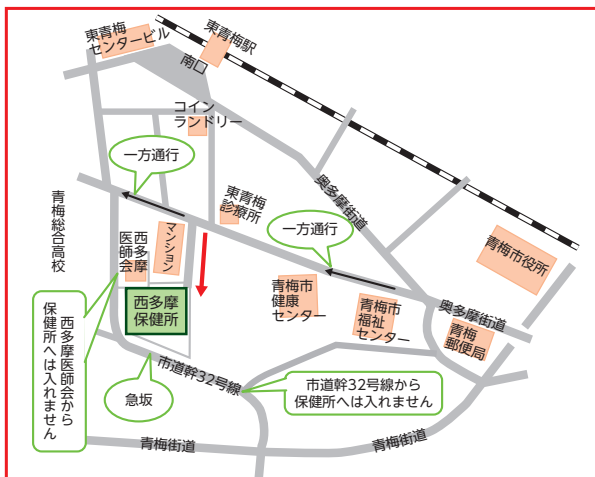 東青梅
センタービル
東青梅駅
南口
コイン
ランドリー
一方通行
東青梅
診療所
奥多摩街道
一方通行
青梅総合高校
西多摩
医師会
マンション
青梅市役所
西多摩
保健所
青梅市
健康
センター
青梅市
福祉
センター
奥多摩街道
青梅
郵便局
西多摩医師会から
保健所へは入れません
急坂
市道幹32号線
市道幹32号線から
保健所へは入れません
青梅街道
青梅街道